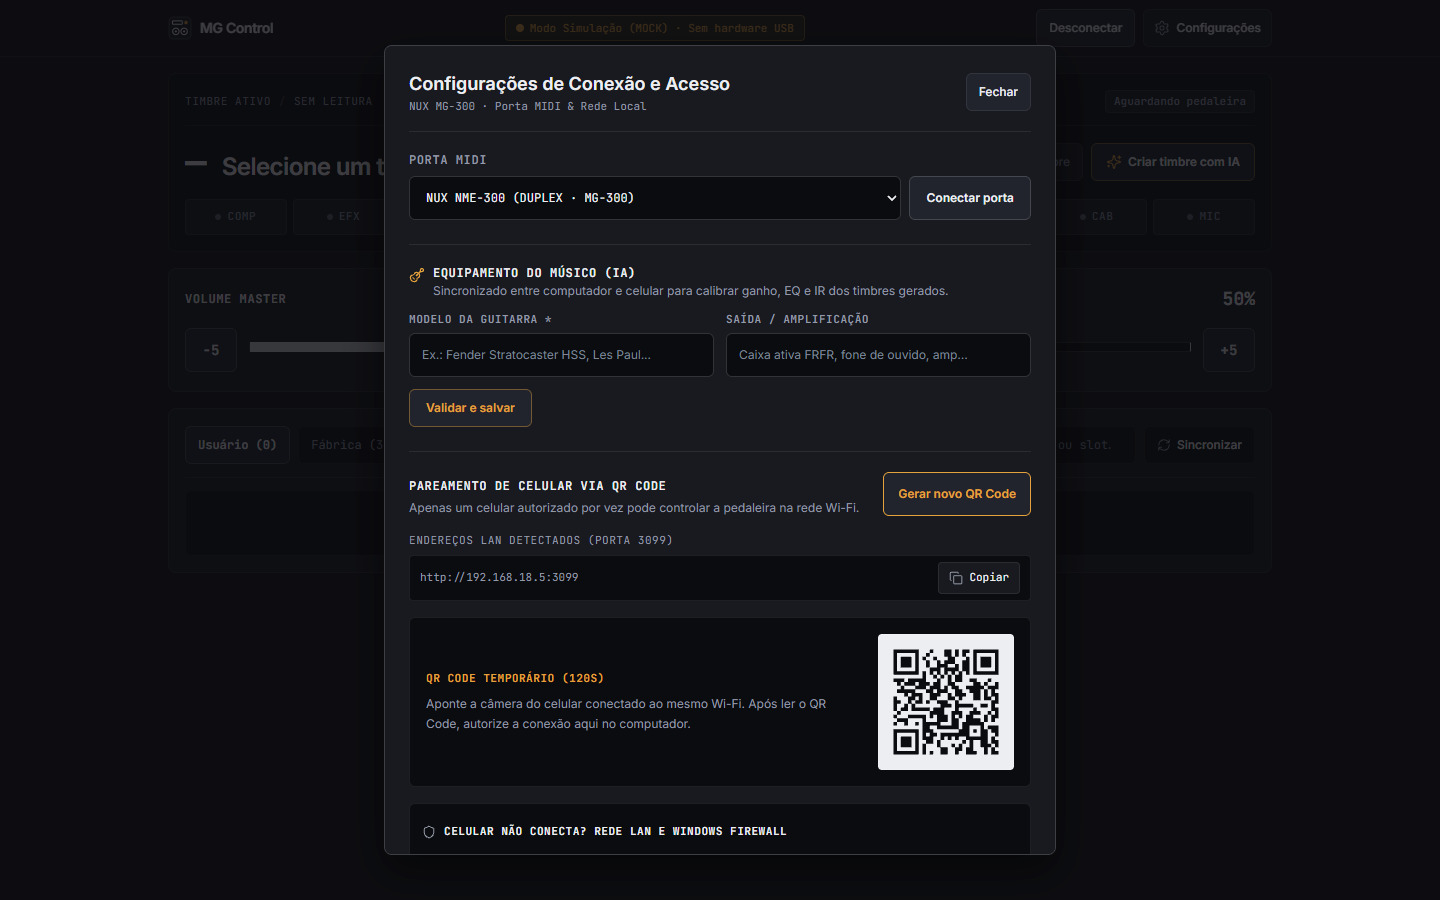 MG Control
Modo Simulação (MOCK) · Sem hardware USB
Desconectar
Configurações
TIMBRE ATIVO / SEM LEITURA
Aguardando pedaleira
Selecione um t
bre
Criar timbre com IA
COMP
EFX
CAB
MIC
VOLUME MASTER
50%
-5
+5
Usuário (0)
Fábrica (3
ou slot.
Sincronizar
Configurações de Conexão e Acesso
NUX MG-300 · Porta MIDI & Rede Local
Fechar
PORTA MIDI
NUX NME-300 (DUPLEX · MG-300)
Conectar porta
EQUIPAMENTO DO MÚSICO (IA)
Sincronizado entre computador e celular para calibrar ganho, EQ e IR dos timbres gerados.
MODELO DA GUITARRA *
SAÍDA / AMPLIFICAÇÃO
Ex.: Fender Stratocaster HSS, Les Paul...
Caixa ativa FRFR, fone de ouvido, amp...
Validar e salvar
PAREAMENTO DE CELULAR VIA QR CODE
Apenas um celular autorizado por vez pode controlar a pedaleira na rede Wi-Fi.
Gerar novo QR Code
ENDEREÇOS LAN DETECTADOS (PORTA 3099)
http://192.168.18.5:3099
Copiar
QR CODE TEMPORÁRIO (120S)
Aponte a câmera do celular conectado ao mesmo Wi-Fi. Após ler o QR
Code, autorize a conexão aqui no computador.
CELULAR NÃO CONECTA? REDE LAN E WINDOWS FIREWALL